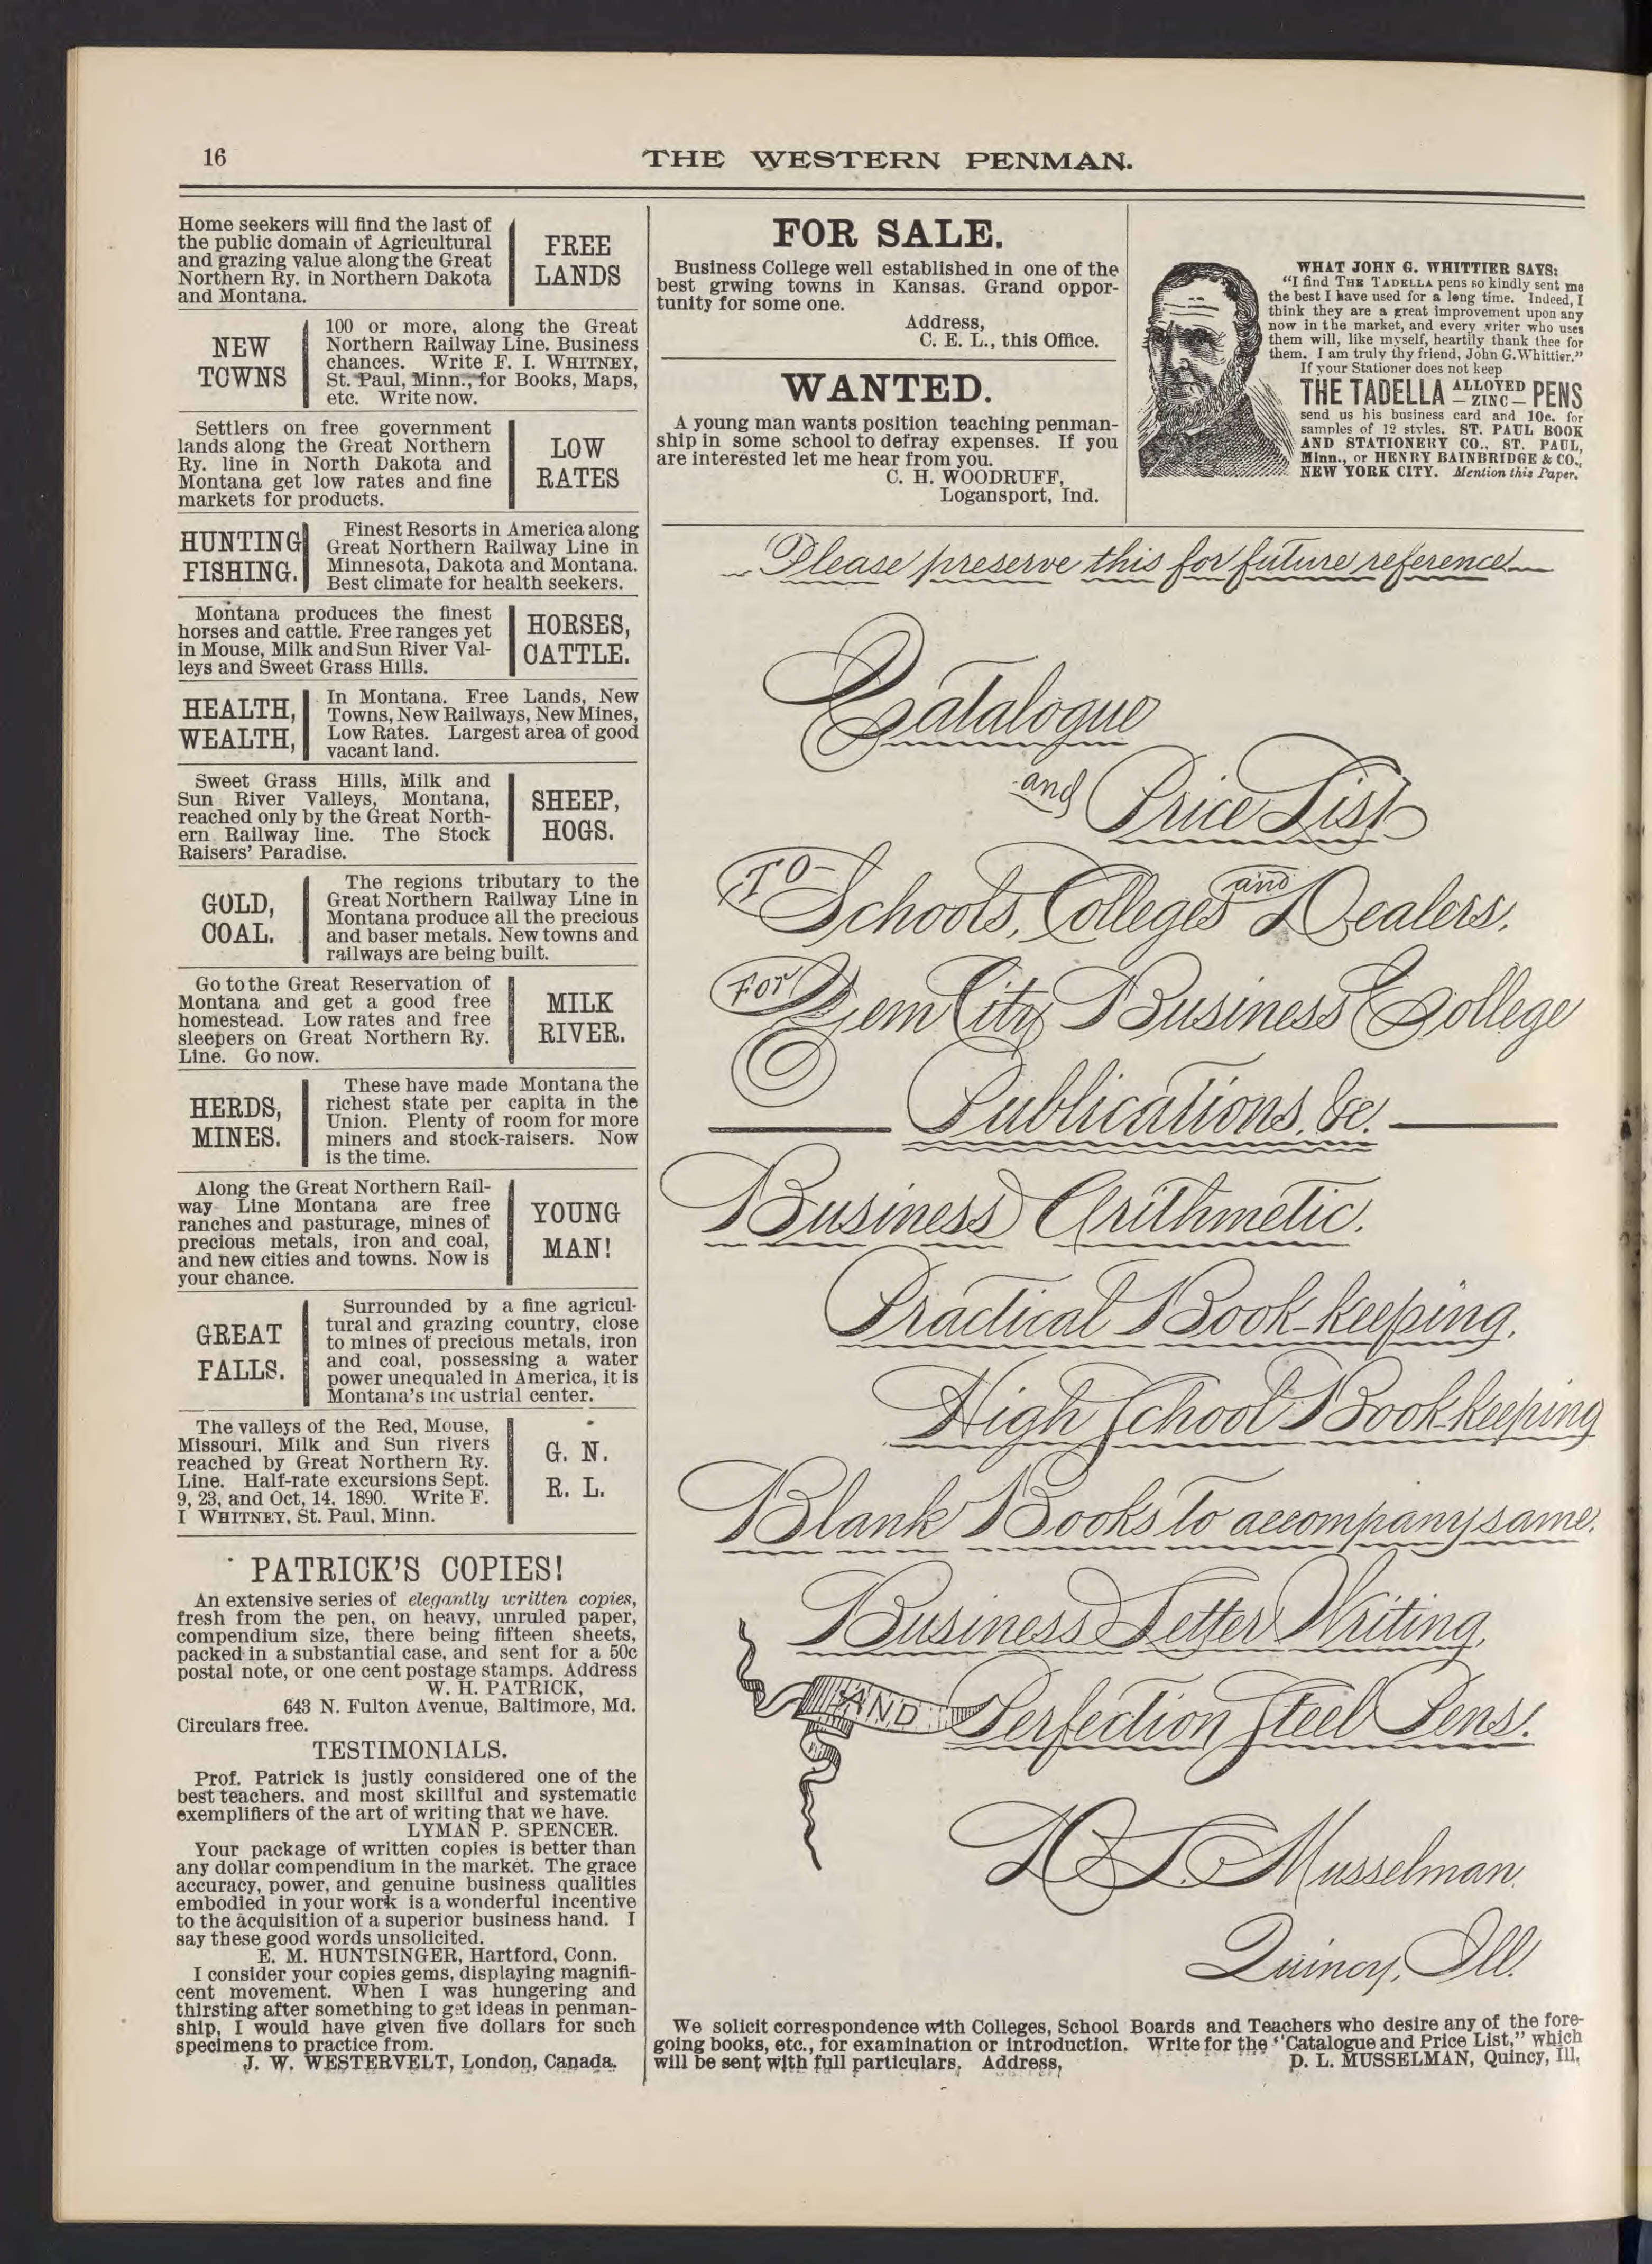 16
THE WESTERN PENMAN.
Home seekers will find the last of
the public domain of Agricultural
and grazing value along the Great
Northern Ry. in Northern Dakota
and Montana.
FREE
LANDS
NEW
TOWNS
100 or more, along the Great
Northern Railway Line. Business
chances. Write F. I. WHITNEY,
St. Paul, Minn., for Books, Maps,
etc. Write now.
Settlers on free government
lands along the Great Northern
Ry. line in North Dakota and
Montana get low rates and fine
markets for products.
LOW
RATES
HUNTING
FISHING.
Finest Resorts in America along
Great Northern Railway Line in
Minnesota, Dakota and Montana.
Best climate for health seekers.
Montana produces the finest
horses and cattle. Free ranges yet
in Mouse, Milk and Sun River Val-
leys and Sweet Grass Hills.
HORSES,
CATTLE.
HEALTH,
WEALTH,
In Montana. Free Lands, New
Towns, New Railways, New Mines,
Low Rates. Largest area of good
vacant land.
Sweet Grass Hills, Milk and
Sun River Valleys, Montana,
reached only by the Great North-
ern Railway line. The Stock
Raisers' Paradise.
SHEEP,
HOGS.
GOLD,
COAL.
The regions tributary to the
Great Northern Railway Line in
Montana produce all the precious
and baser metals. New towns and
railways are being built.
Go to the Great Reservation of
Montana and get a good free
homestead. Low rates and free
sleepers on Great Northern Ry.
Line. Go now.
MILK
RIVER.
HERDS,
MINES.
These have made Montana the
richest state per capita in the
Union. Plenty of room for more
miners and stock-raisers. Now
is the time.
Along the Great Northern Rail-
way Line Montana are free
ranches and pasturage, mines of
precious metals, iron and coal,
and new cities and towns. Now is
your chance.
YOUNG
MAN!
GREAT
FALLS.
Surrounded by a fine agricul-
tural and grazing country, close
to mines of precious metals, iron
and coal, possessing a water
power unequaled in America, it is
Montana's industrial center.
The valleys of the Red, Mouse,
Missouri, Milk and Sun rivers
reached by Great Northern Ry.
Line. Half-rate excursions Sept.
9, 23, and Oct, 14, 1890. Write F.
I WHITNEY, St. Paul, Minn.
G. N.
R. L.
PATRICK'S COPIES!
An extensive series of elegantly written copies,
fresh from the pen, on heavy, unruled paper,
compendium size, there being fifteen sheets,
packed in a substantial case, and sent for a 50c
postal note, or one cent postage stamps. Address
W. H. PATRICK,
643 N. Fulton Avenue, Baltimore, Md.
Circulars free.
TESTIMONIALS.
Prof. Patrick is justly considered one of the
best teachers, and most skillful and systematic
exemplifiers of the art of writing that we have.
LYMAN P. SPENCER.
Your package of written copies is better than
any dollar compendium in the market. The grace
accuracy, power, and genuine business qualities
embodied in your work is a wonderful incentive
to the acquisition of a superior business hand. I
say these good words unsolicited.
E. M. HUNTSINGER, Hartford, Conn.
I consider your copies gems, displaying magnifi-
cent movement. When I was hungering and
thirsting after something to get ideas in penman-
ship, I would have given five dollars for such
specimens to practice from.
J. W. WESTERVELT, London, Canada.
FOR SALE.
Business College well established in one of the
best grwing towns in Kansas. Grand oppor-
tunity for some one.
Address,
C. E. L., this Office.
WANTED.
A young man wants position teaching penman-
ship in some school to defray expenses. If you
are interested let me hear from you.
C. H. WOODRUFF,
Logansport, Ind.
WHAT JOHN G. WHITTIER SAYS:
"I find THE TADELLA pens so kindly sent me
the best I have used for a long time. Indeed, I
think they are a great improvement upon any
now in the market, and every writer who uses
them will, like myself, heartily thank thee for
them. I am truly thy friend, John G. Whittier."
If your Stationer does not keep
THE TADELLA ALLOYED – ZINC – PENS
send us his business card and 10c. for
samples of 12 styles. ST. PAUL BOOK
AND STATIONERY CO., ST. PAUL,
Minn., or HENRY BAINBRIDGE & CO.,
NEW YORK CITY. Mention this Paper.
Please preserve this for future reference
Catalogue
and Price List
To Schools, Colleges and Dealers,
For Gem City Business College
Publications, &c.
Business Arithmetic.
Practical Book-keeping,
High School Book-keeping
Blank Books to accompany same.
Business Letter Writing,
AND Perfection Steel Pens.
D. L. Musselman.
Quincy, Ill.
We solicit correspondence with Colleges, School Boards and Teachers who desire any of the fore-
going books, etc., for examination or introduction. Write for the "Catalogue and Price List," which
will be sent with full particulars. Address,
D. L. MUSSELMAN, Quincy, Ill.